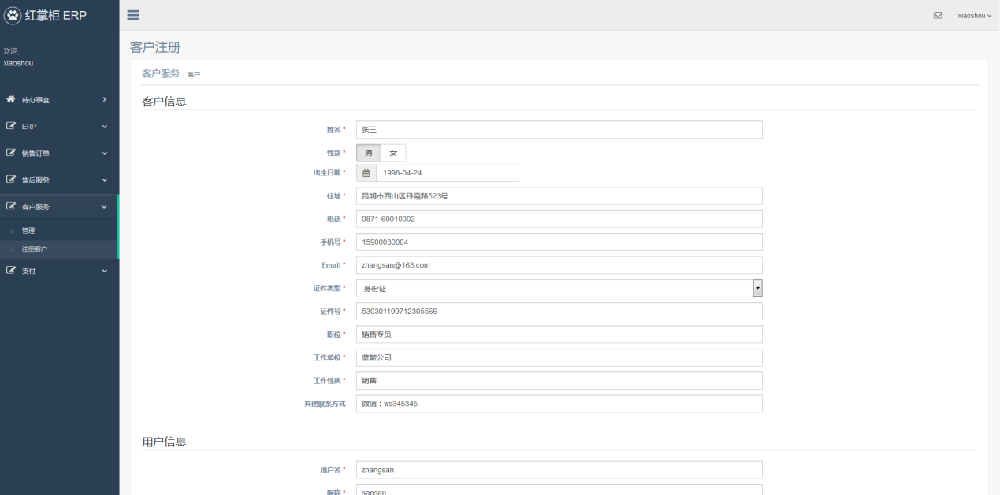 红掌柜 ERP
xiaoshou
欢迎,
xiaoshou
待办事宜
ERP
销售订单
售后服务
客户服务
管理
注册客户
支付
客户注册
客户服务 客户
客户信息
姓名 * 张三
性别 * 男 女
出生日期 * 1998-04-24
住址 * 昆明市西山区丹霞路523号
电话 * 0871-60010002
手机号 * 15900030004
Email * zhangsan@163.com
证件类型 * 身份证
证件号 * 530301199712305566
职位 * 销售专员
工作单位 * 蓝端公司
工作性质 * 销售
其他联系方式 微信：ws345345
用户信息
用户名 * zhangsan
昵称 * sansan